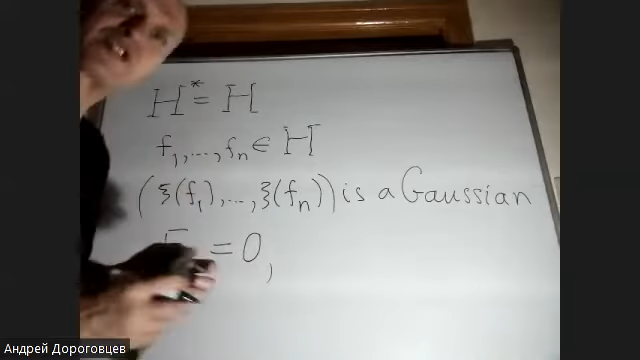 H* = H
f₁,...,fₙ ∈ H
(ξ(f₁),...,ξ(fₙ)) is a Gaussian
= 0,
Андрей Дороговцев